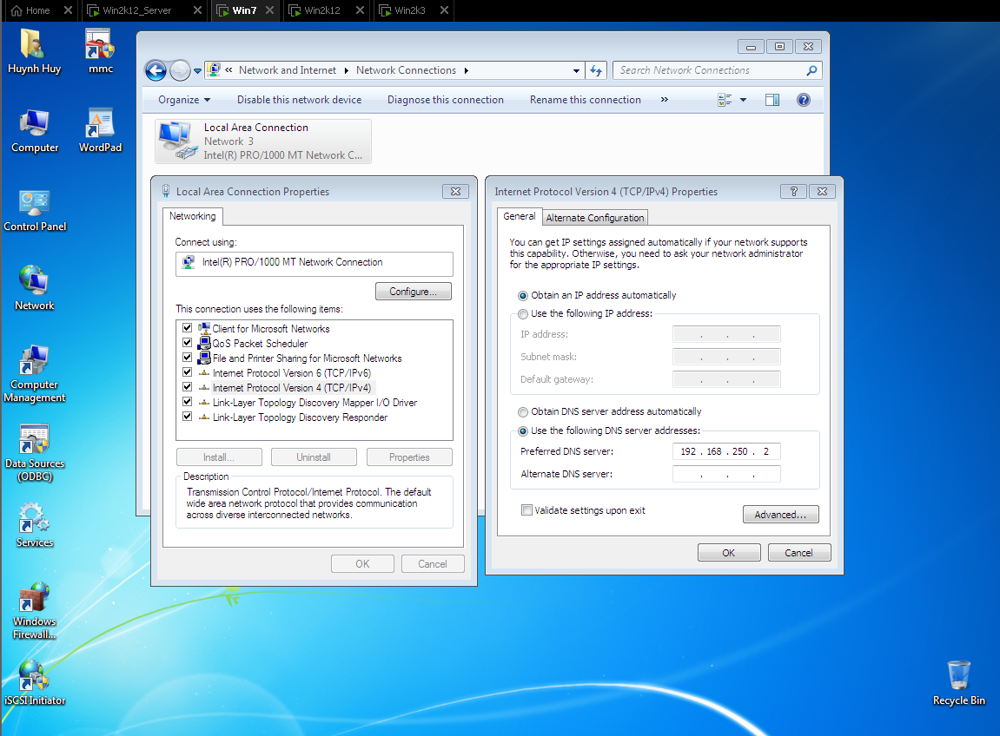 Home
Win2k12_Server
Win7
Win2k12
Win2k3
Huynh Huy
mmc
Computer
WordPad
Control Panel
Network
Computer
Management
Data Sources
(ODBC)
Services
Windows
Firewall...
iSCSI Initiator
Recycle Bin
« Network and Internet
Network Connections
Search Network Connections
Organize
Disable this network device
Diagnose this connection
Rename this connection
»
Local Area Connection
Network 3
Intel(R) PRO/1000 MT Network C...
Local Area Connection Properties
Networking
Connect using:
Intel(R) PRO/1000 MT Network Connection
Configure...
This connection uses the following items:
Client for Microsoft Networks
QoS Packet Scheduler
File and Printer Sharing for Microsoft Networks
Internet Protocol Version 6 (TCP/IPv6)
Internet Protocol Version 4 (TCP/IPv4)
Link-Layer Topology Discovery Mapper I/O Driver
Link-Layer Topology Discovery Responder
Install...
Uninstall
Properties
Description
Transmission Control Protocol/Internet Protocol. The default
wide area network protocol that provides communication
across diverse interconnected networks.
OK
Cancel
Internet Protocol Version 4 (TCP/IPv4) Properties
?
General
Alternate Configuration
You can get IP settings assigned automatically if your network supports
this capability. Otherwise, you need to ask your network administrator
for the appropriate IP settings.
Obtain an IP address automatically
Use the following IP address:
IP address: . . .
Subnet mask: . . .
Default gateway: . . .
Obtain DNS server address automatically
Use the following DNS server addresses:
Preferred DNS server: 192 . 168 . 250 . 2
Alternate DNS server: . . .
Validate settings upon exit
Advanced...
OK
Cancel